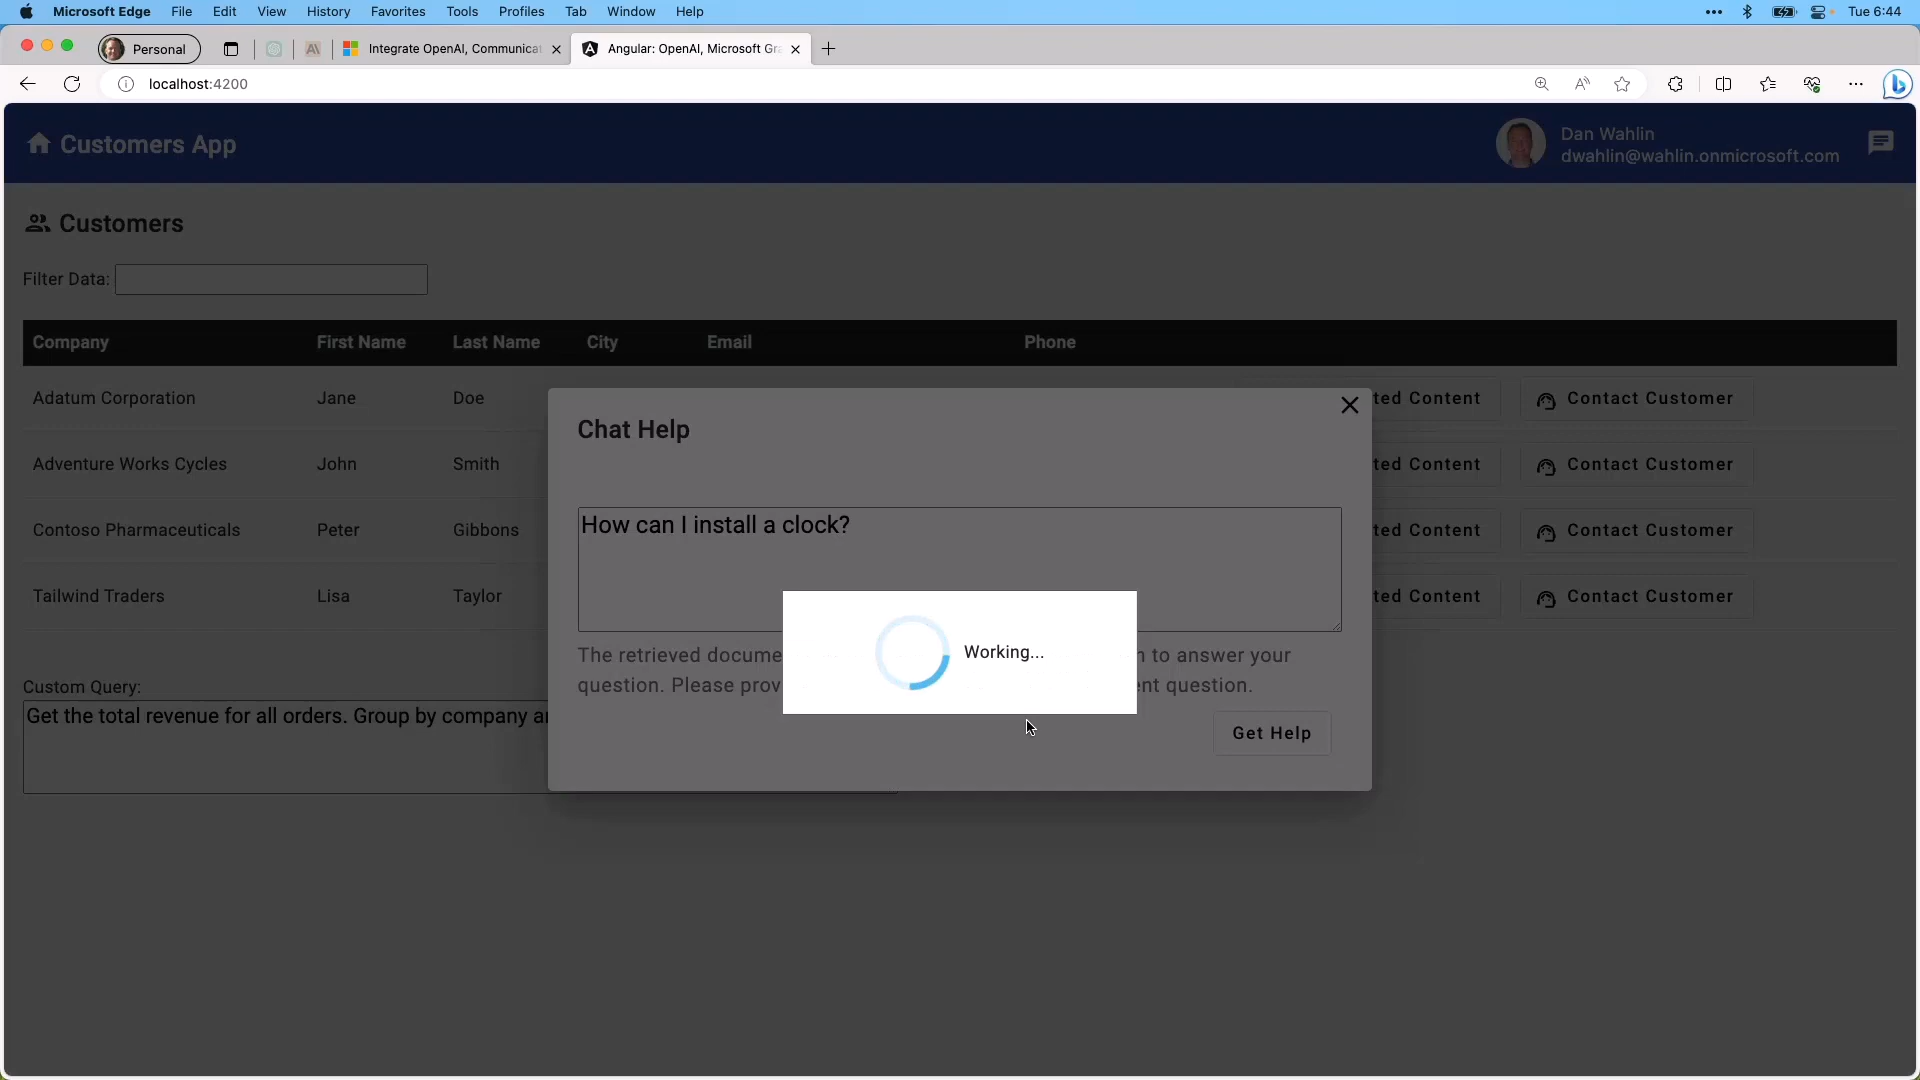 Microsoft Edge File Edit View History Favorites Tools Profiles Tab Window Help Tue 6:44
Personal Integrate OpenAI, Communicat Angular: OpenAI, Microsoft Gra
localhost:4200
Customers App
Dan Wahlin
dwahlin@wahlin.onmicrosoft.com
Customers
Filter Data:
Company First Name Last Name City Email Phone
Adatum Corporation Jane Doe ted Content Contact Customer
Adventure Works Cycles John Smith ted Content Contact Customer
Contoso Pharmaceuticals Peter Gibbons ted Content Contact Customer
Tailwind Traders Lisa Taylor ted Content Contact Customer
Chat Help
How can I install a clock?
Working...
The retrieved docume n to answer your
question. Please prov nt question.
Get Help
Custom Query:
Get the total revenue for all orders. Group by company a